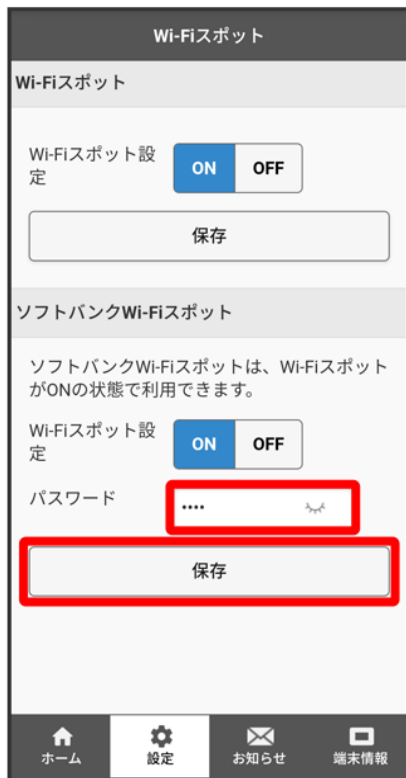 Wi-Fiスポット
Wi-Fiスポット
Wi-Fiスポット設
定
ON
OFF
保存
ソフトバンクWi-Fiスポット
ソフトバンクWi-Fiスポットは、Wi-Fiスポット
がONの状態で利用できます。
Wi-Fiスポット設
定
ON
OFF
パスワード
••••
保存
ホーム
設定
お知らせ
端末情報